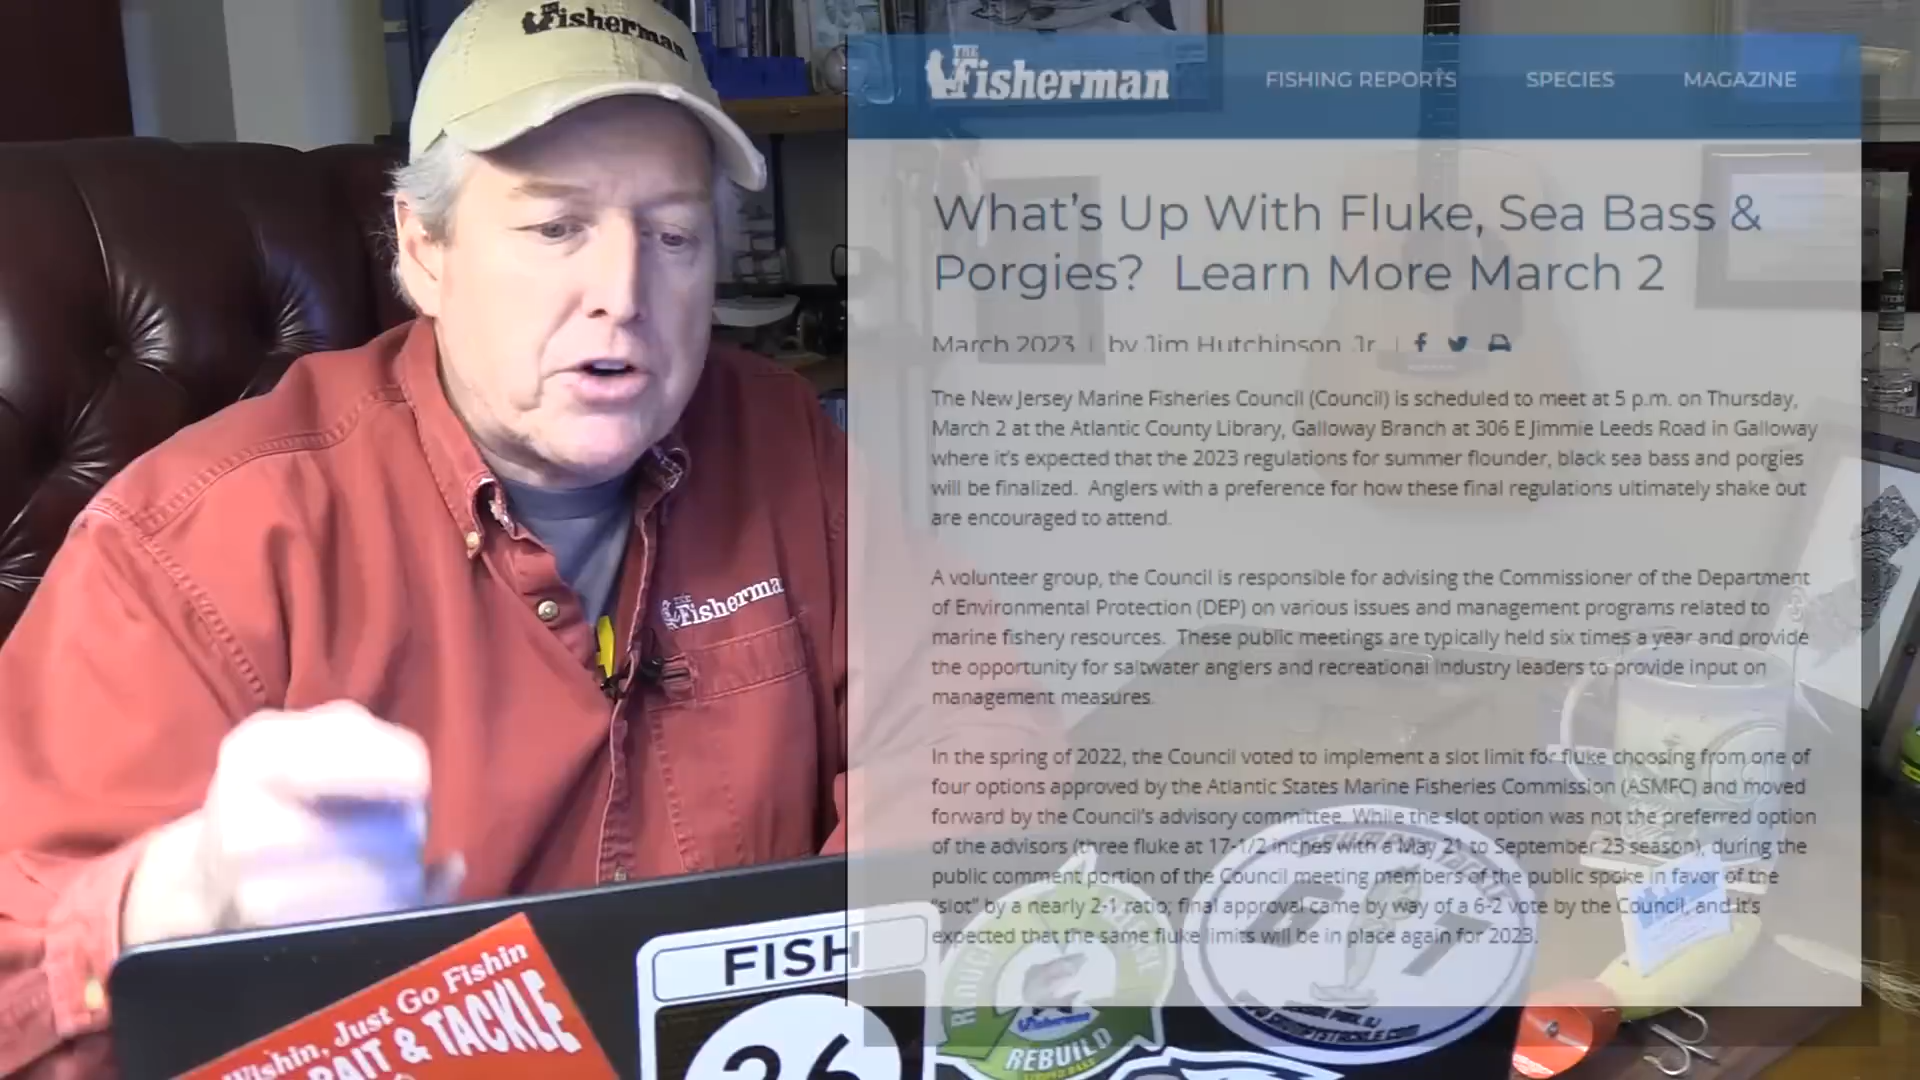 THE
Fisherman
THE
Fisherman
FISHING REPORTS
SPECIES
MAGAZINE
What's Up With Fluke, Sea Bass &
Porgies?  Learn More March 2
March 2023 | by Jim Hutchinson, Jr. |
The New Jersey Marine Fisheries Council (Council) is scheduled to meet at 5 p.m. on Thursday,
March 2 at the Atlantic County Library, Galloway Branch at 306 E Jimmie Leeds Road in Galloway
where it's expected that the 2023 regulations for summer flounder, black sea bass and porgies
will be finalized.  Anglers with a preference for how these final regulations ultimately shake out
are encouraged to attend.
A volunteer group, the Council is responsible for advising the Commissioner of the Department
of Environmental Protection (DEP) on various issues and management programs related to
marine fishery resources.  These public meetings are typically held six times a year and provide
the opportunity for saltwater anglers and recreational industry leaders to provide input on
management measures.
In the spring of 2022, the Council voted to implement a slot limit for fluke choosing from one of
four options approved by the Atlantic States Marine Fisheries Commission (ASMFC) and moved
forward by the Council's advisory committee. While the slot option was not the preferred option
of the advisors (three fluke at 17-1/2 inches with a May 21 to September 23 season), during the
public comment portion of the Council meeting members of the public spoke in favor of the
"slot" by a nearly 2-1 ratio; final approval came by way of a 6-2 vote by the Council, and it's
expected that the same fluke limits will be in place again for 2023.
THE
Fisherma
Wishin, Just Go Fishin
BAIT & TACKLE
FISH
26
REDUC
Fisherman
REBUILD